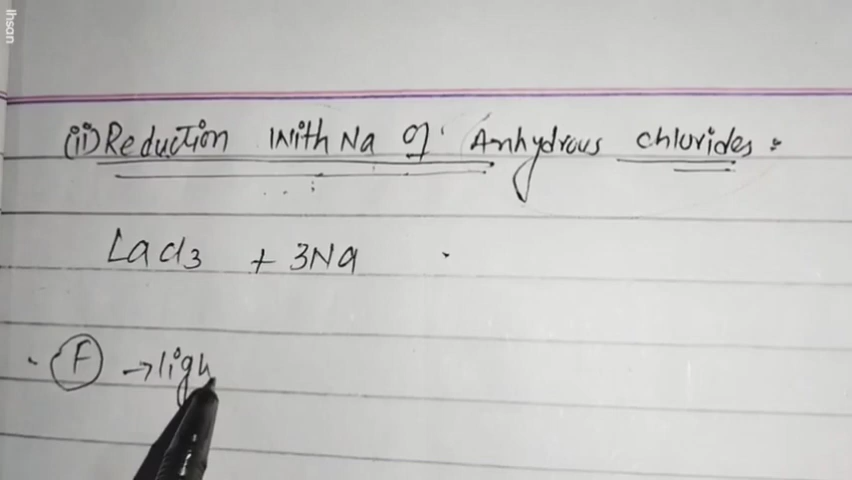 Ihsan
(ii) Reduction With Na of Anhydrous chlorides :
LaCl3 + 3Na
F → ligh